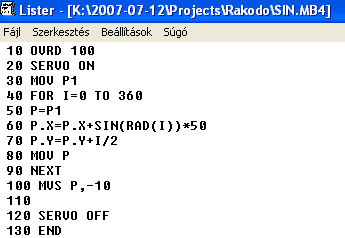 Lister - [K:\2007-07-12\Projects\Rakodo\SIN.MB4]
Fájl Szerkesztés Beállítások Súgó
10 OVRD 100
20 SERVO ON
30 MOV P1
40 FOR I=0 TO 360
50 P=P1
60 P.X=P.X+SIN(RAD(I))*50
70 P.Y=P.Y+I/2
80 MOV P
90 NEXT
100 MVS P,-10
110
120 SERVO OFF
130 END